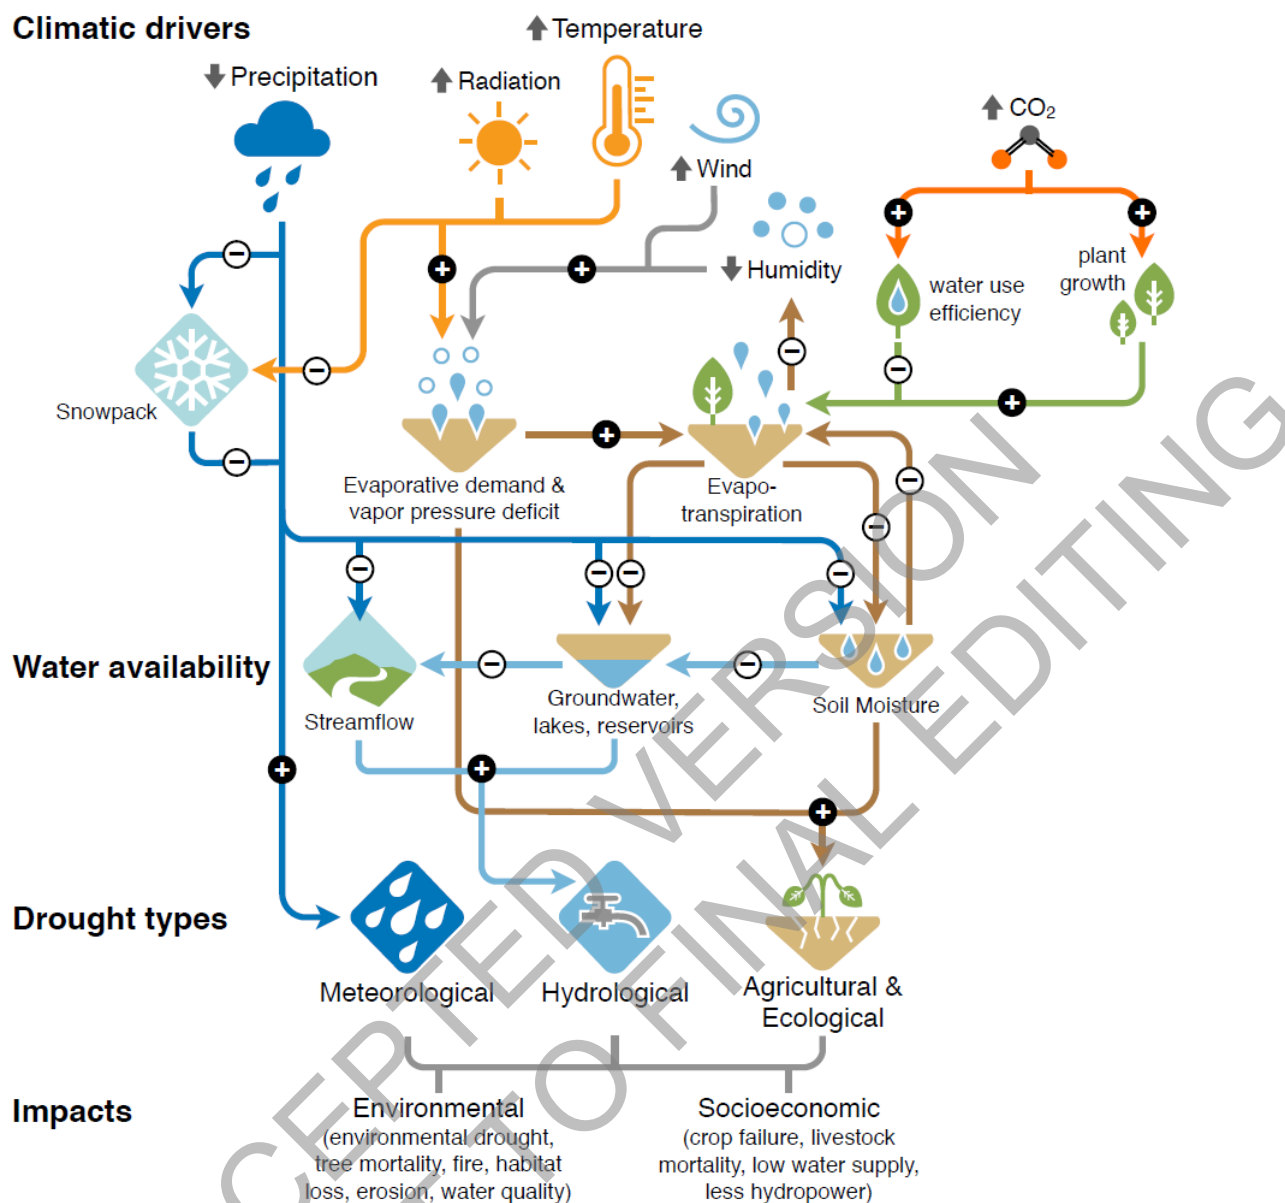 Climatic drivers
Temperature
Precipitation
Radiation
CO₂
Wind
Humidity
plant
growth
water use
efficiency
Snowpack
Evaporative demand &
vapor pressure deficit
Evapo-
transpiration
Water availability
Streamflow
Groundwater,
lakes, reservoirs
Soil Moisture
Drought types
Meteorological
Hydrological
Agricultural &
Ecological
Impacts
Environmental
(environmental drought,
tree mortality, fire, habitat
loss, erosion, water quality)
Socioeconomic
(crop failure, livestock
mortality, low water supply,
less hydropower)
CEPTED VERSION
TO FINAL EDITING